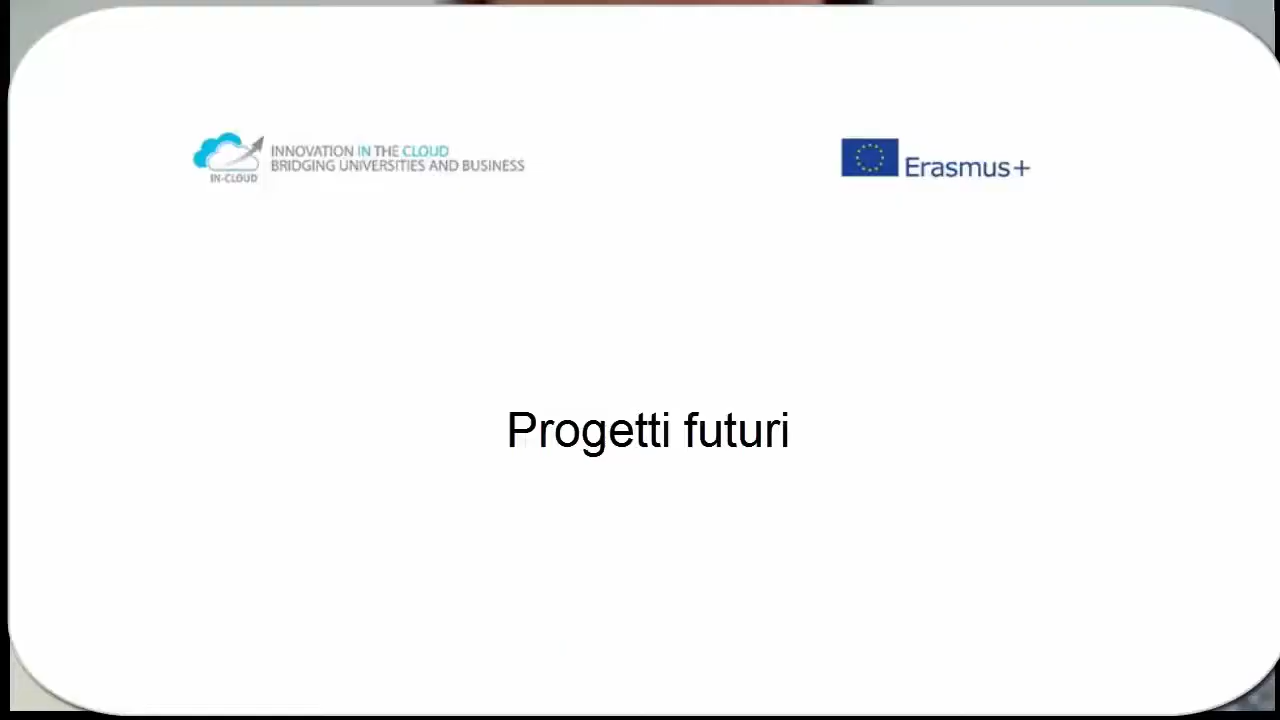 INNOVATION IN THE CLOUD
BRIDGING UNIVERSITIES AND BUSINESS
IN-CLOUD
Erasmus+
Progetti futuri